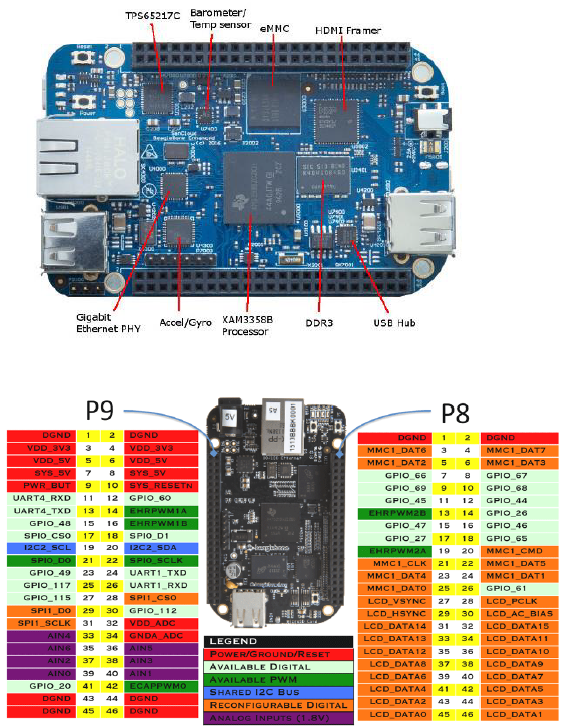 TPS65217C
Barometer/
Temp sensor
eMMC
HDMI Framer
Reset
Power
SanCloud
BeagleBone Enhanced
(c) 2016
Gigabit
Ethernet PHY
Accel/Gyro
XAM3358B
Processor
DDR3
USB Hub
P9
P8
DGND 1 2 DGND
VDD_3V3 3 4 VDD_3V3
VDD_5V 5 6 VDD_5V
SYS_5V 7 8 SYS_5V
PWR_BUT 9 10 SYS_RESETN
UART4_RXD 11 12 GPIO_60
UART4_TXD 13 14 EHRPWM1A
GPIO_48 15 16 EHRPWM1B
SPI0_CS0 17 18 SPI0_D1
I2C2_SCL 19 20 I2C2_SDA
SPI0_D0 21 22 SPI0_SCLK
GPIO_49 23 24 UART1_TXD
GPIO_117 25 26 UART1_RXD
GPIO_115 27 28 SPI1_CS0
SPI1_D0 29 30 GPIO_112
SPI1_SCLK 31 32 VDD_ADC
AIN4 33 34 GNDA_ADC
AIN6 35 36 AIN5
AIN2 37 38 AIN3
AIN0 39 40 AIN1
GPIO_20 41 42 ECAPPWM0
DGND 43 44 DGND
DGND 45 46 DGND
5V
LEGEND
Power/Ground/Reset
Available Digital
Available PWM
Shared I2C Bus
Reconfigurable Digital
Analog Inputs (1.8V)
DGND 1 2 DGND
MMC1_DAT6 3 4 MMC1_DAT7
MMC1_DAT2 5 6 MMC1_DAT3
GPIO_66 7 8 GPIO_67
GPIO_69 9 10 GPIO_68
GPIO_45 11 12 GPIO_44
EHRPWM2B 13 14 GPIO_26
GPIO_47 15 16 GPIO_46
GPIO_27 17 18 GPIO_65
EHRPWM2A 19 20 MMC1_CMD
MMC1_CLK 21 22 MMC1_DAT5
MMC1_DAT4 23 24 MMC1_DAT1
MMC1_DAT0 25 26 GPIO_61
LCD_VSYNC 27 28 LCD_PCLK
LCD_HSYNC 29 30 LCD_AC_BIAS
LCD_DATA14 31 32 LCD_DATA15
LCD_DATA13 33 34 LCD_DATA11
LCD_DATA12 35 36 LCD_DATA10
LCD_DATA8 37 38 LCD_DATA9
LCD_DATA6 39 40 LCD_DATA7
LCD_DATA4 41 42 LCD_DATA5
LCD_DATA2 43 44 LCD_DATA3
LCD_DATA0 45 46 LCD_DATA1